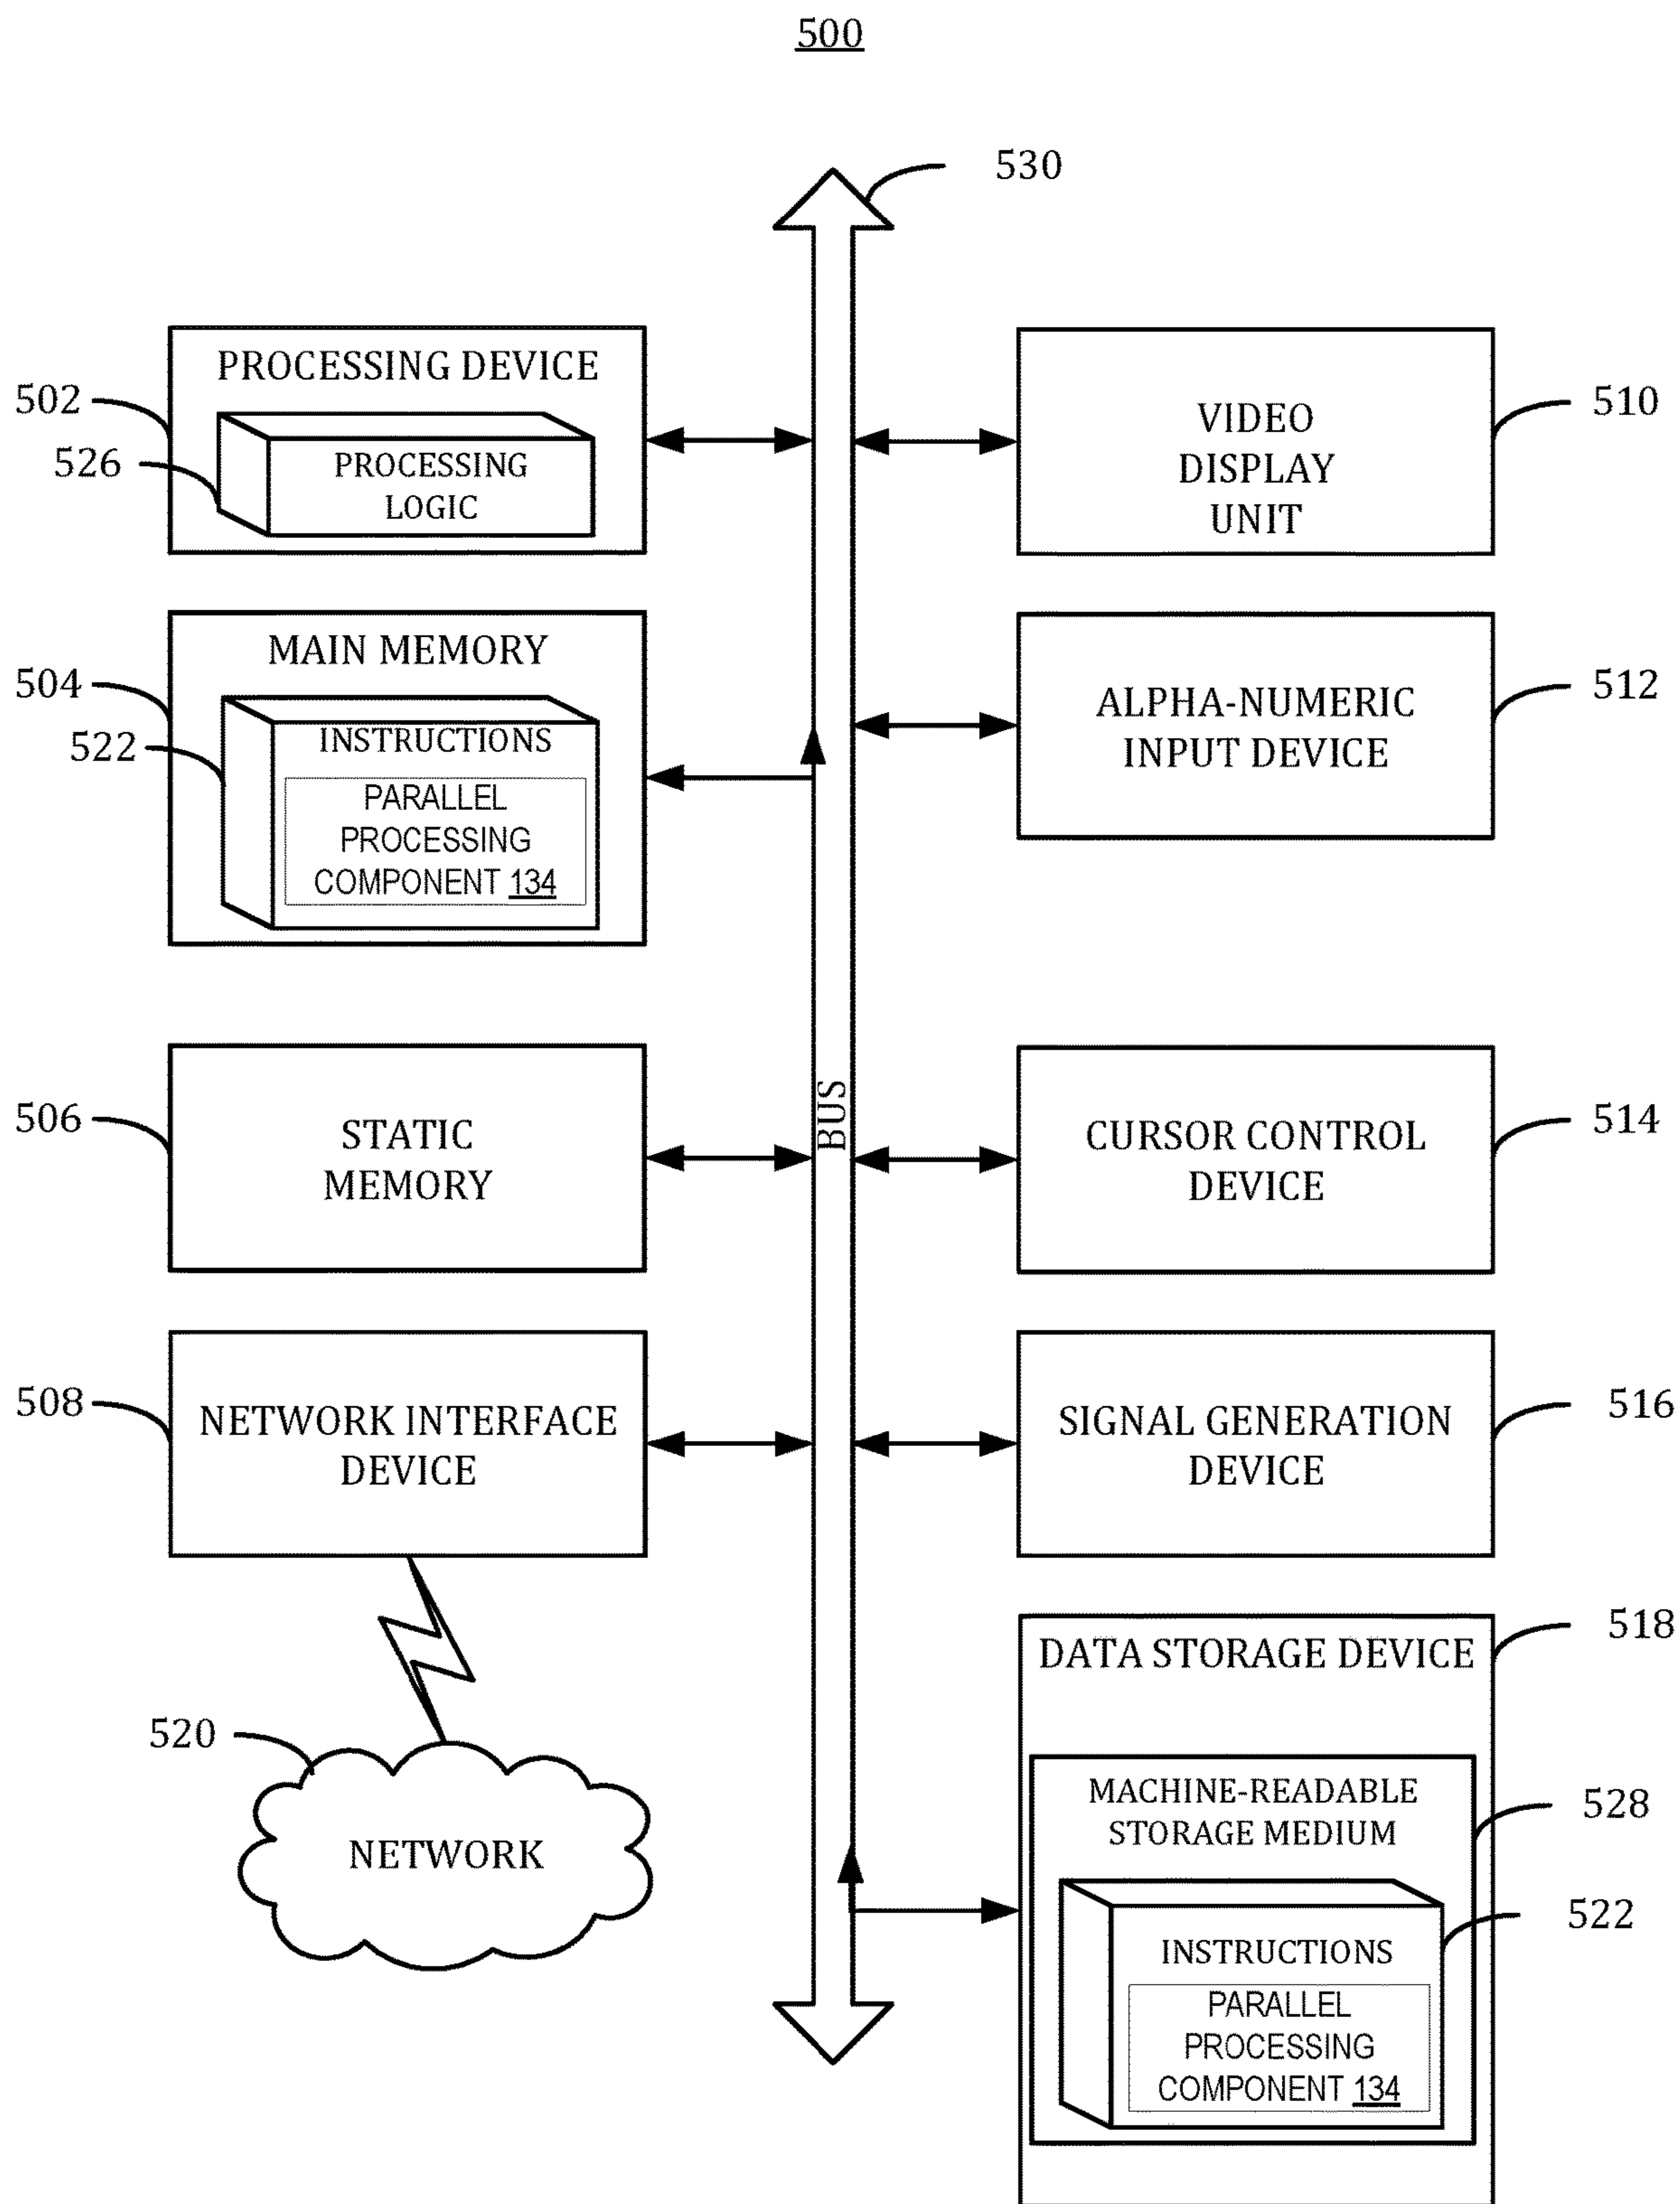 500
530
PROCESSING DEVICE
502
526
PROCESSING
LOGIC
VIDEO
DISPLAY
UNIT
510
MAIN MEMORY
504
522
INSTRUCTIONS
PARALLEL
PROCESSING
COMPONENT 134
ALPHA-NUMERIC
INPUT DEVICE
512
BUS
506
STATIC
MEMORY
CURSOR CONTROL
DEVICE
514
508
NETWORK INTERFACE
DEVICE
SIGNAL GENERATION
DEVICE
516
520
NETWORK
DATA STORAGE DEVICE
518
MACHINE-READABLE
STORAGE MEDIUM
528
INSTRUCTIONS
522
PARALLEL
PROCESSING
COMPONENT 134